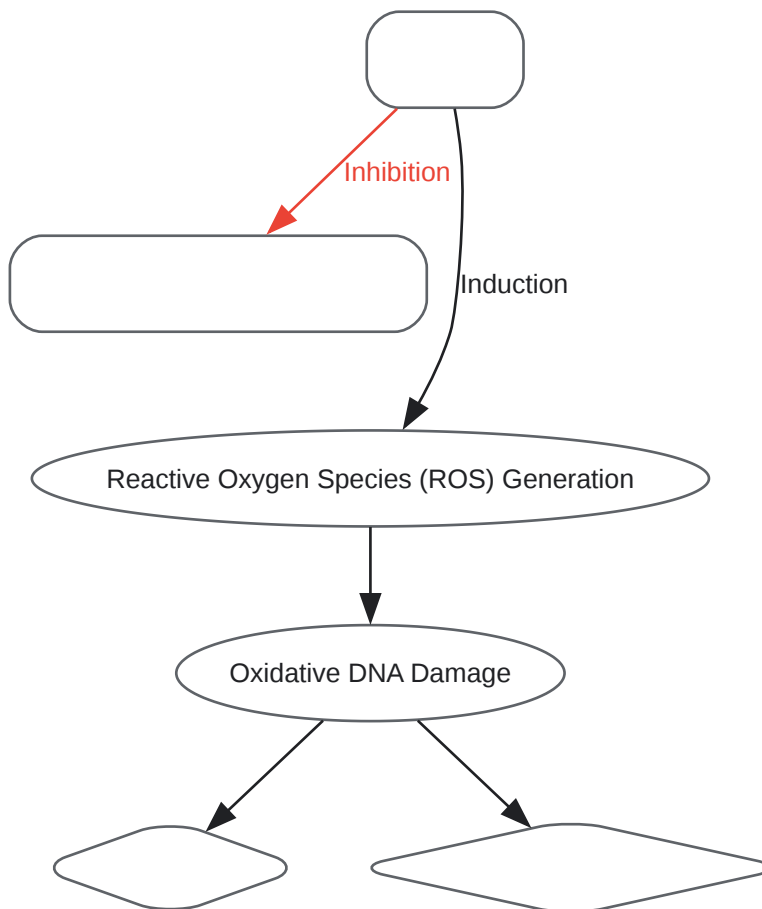 Inhibition
Induction
Reactive Oxygen Species (ROS) Generation
Oxidative DNA Damage